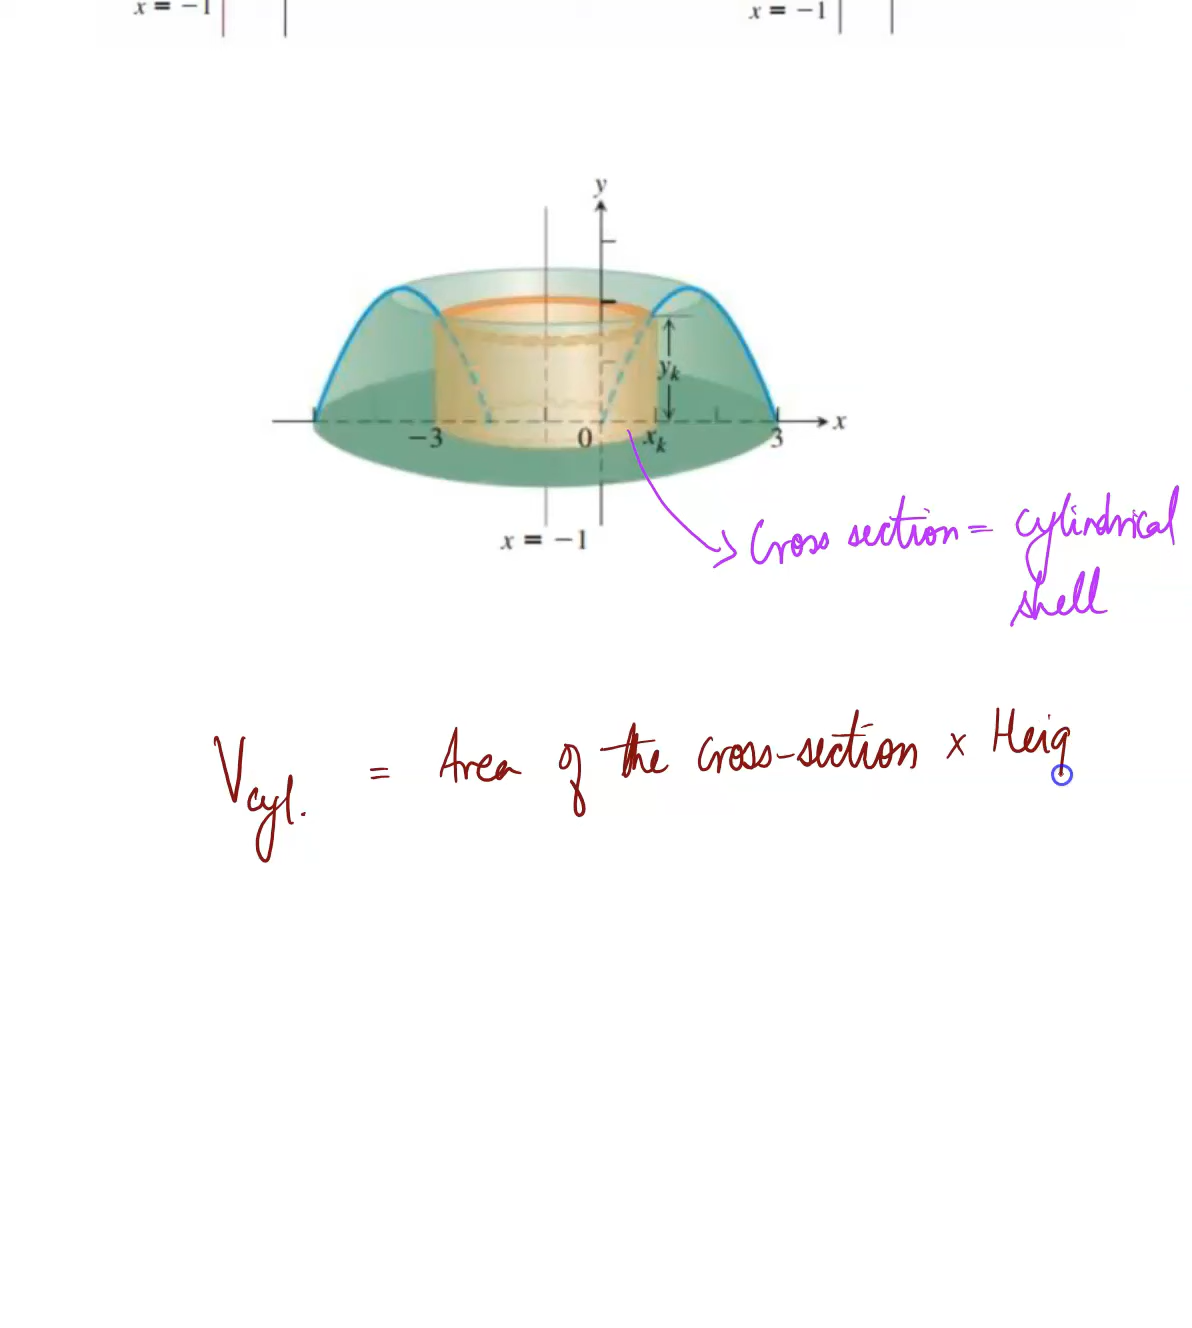 x = −1 x = −1
y
y_k
−3 0 x_k 3 x
x = −1
Cross section = cylindrical
shell
V_cyl. = Area of the cross-section × Heig